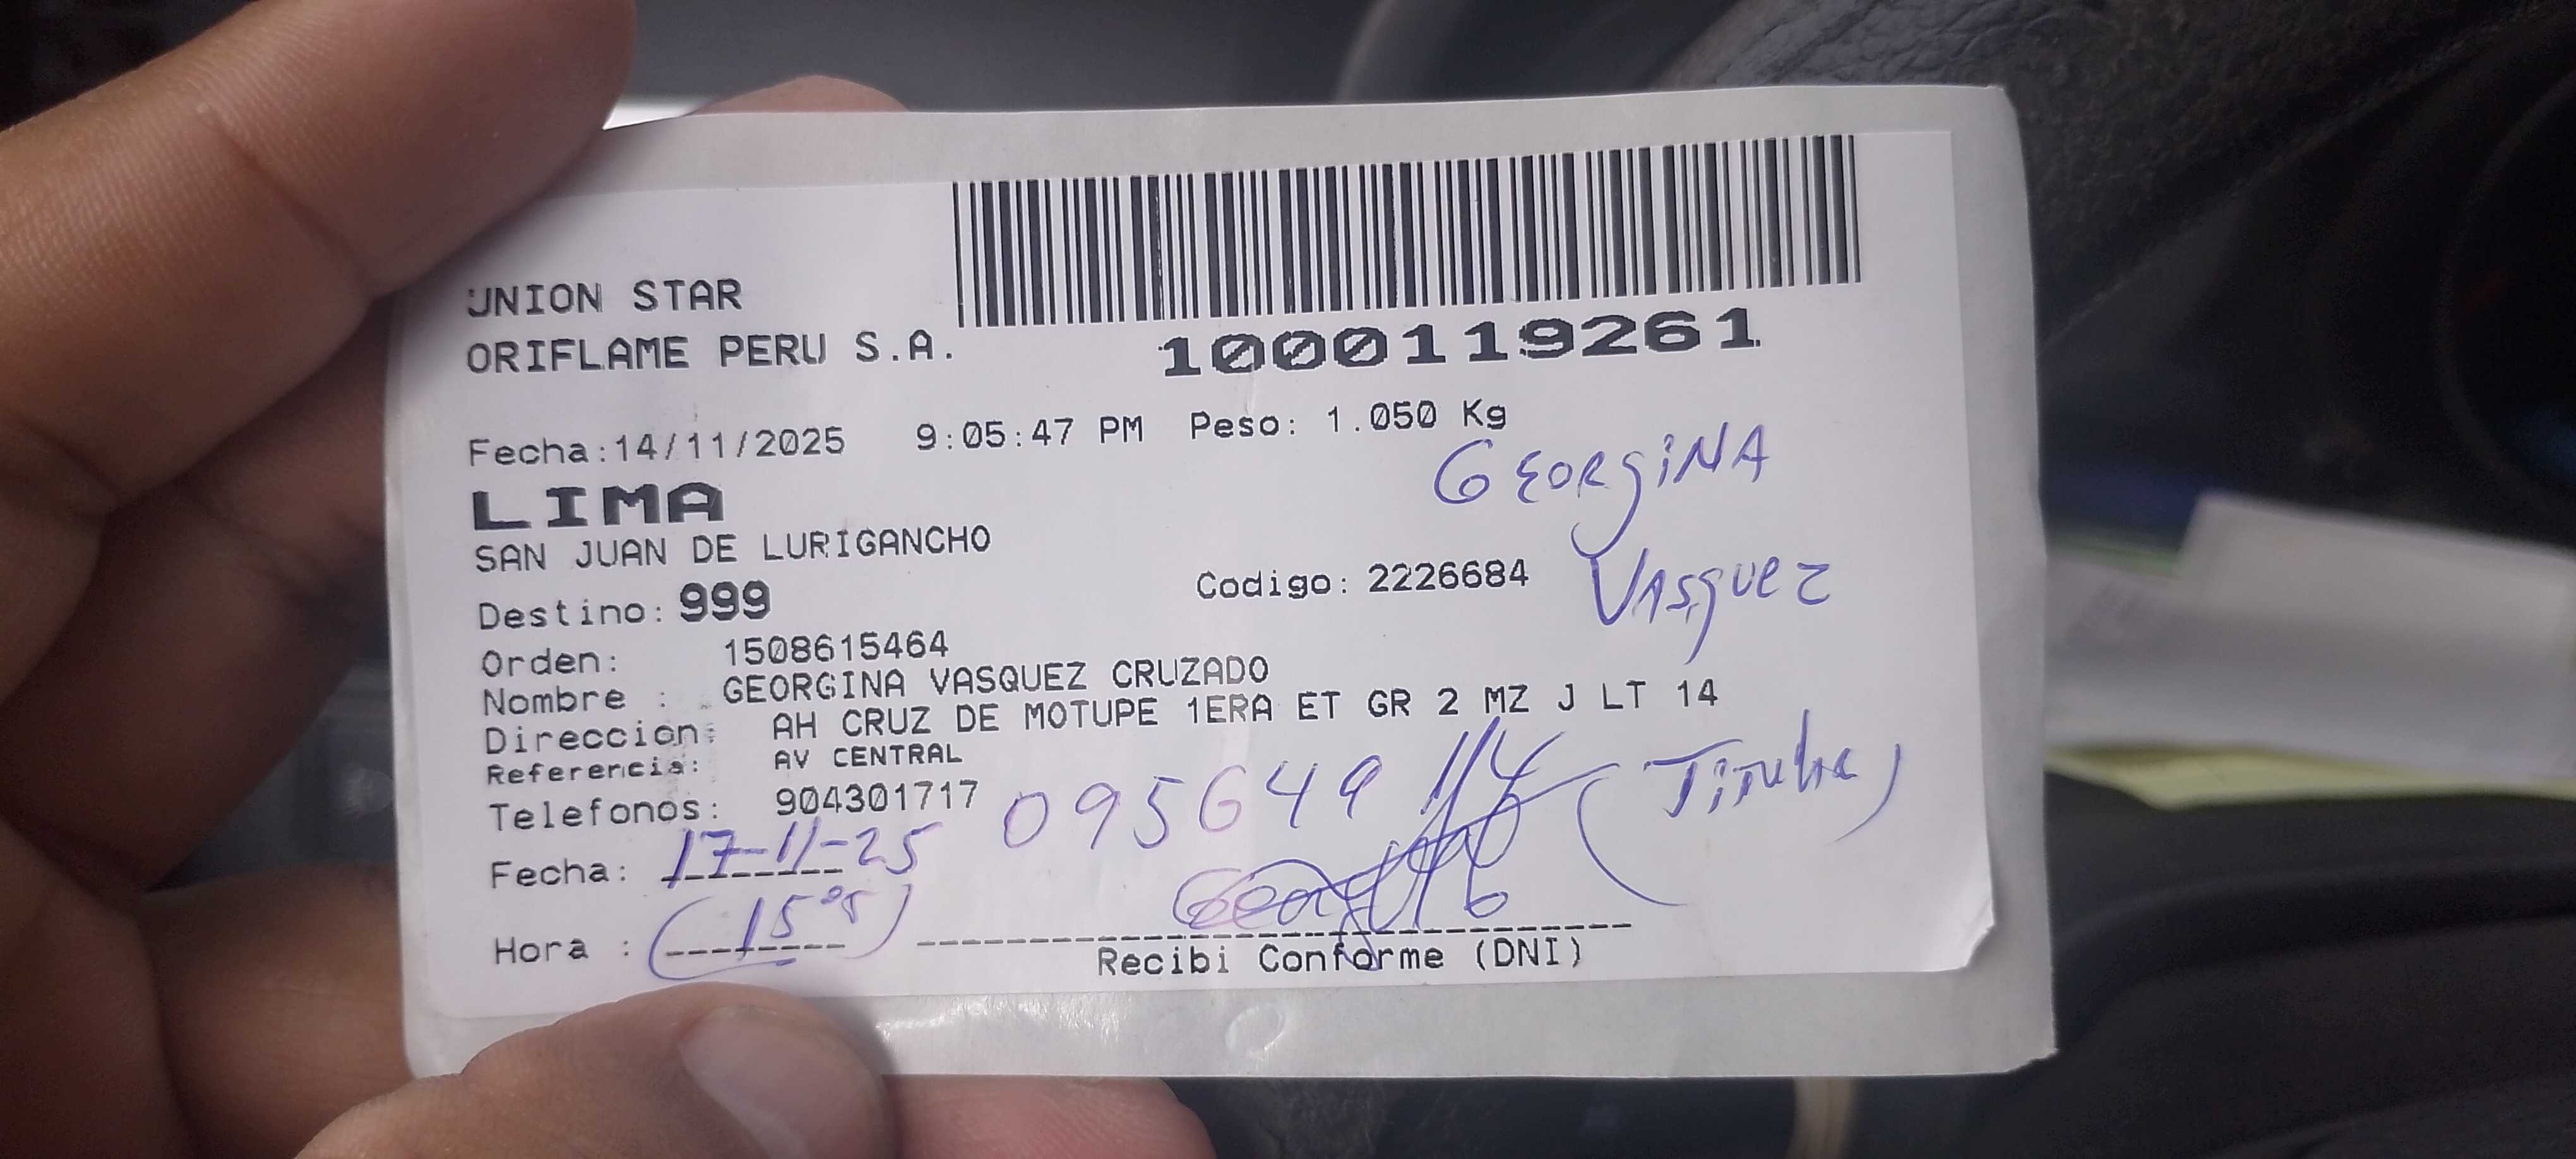 UNION STAR
ORIFLAME PERU S.A.
1000119261
Fecha:14/11/2025 9:05:47 PM Peso: 1.050 Kg
GEORGINA
LIMA
SAN JUAN DE LURIGANCHO
Codigo: 2226684 VASQUEZ
Destino: 999
Orden: 1508615464
Nombre : GEORGINA VASQUEZ CRUZADO
Direccion: AH CRUZ DE MOTUPE 1ERA ET GR 2 MZ J LT 14
Referencia: AV CENTRAL
Telefonos: 904301717
Fecha: 17-11-25
Hora : (15:05)
Recibi Conforme (DNI)